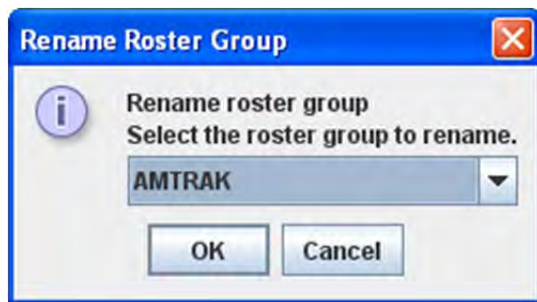 Rename Roster Group
Rename roster group
Select the roster group to rename.
AMTRAK
OK Cancel